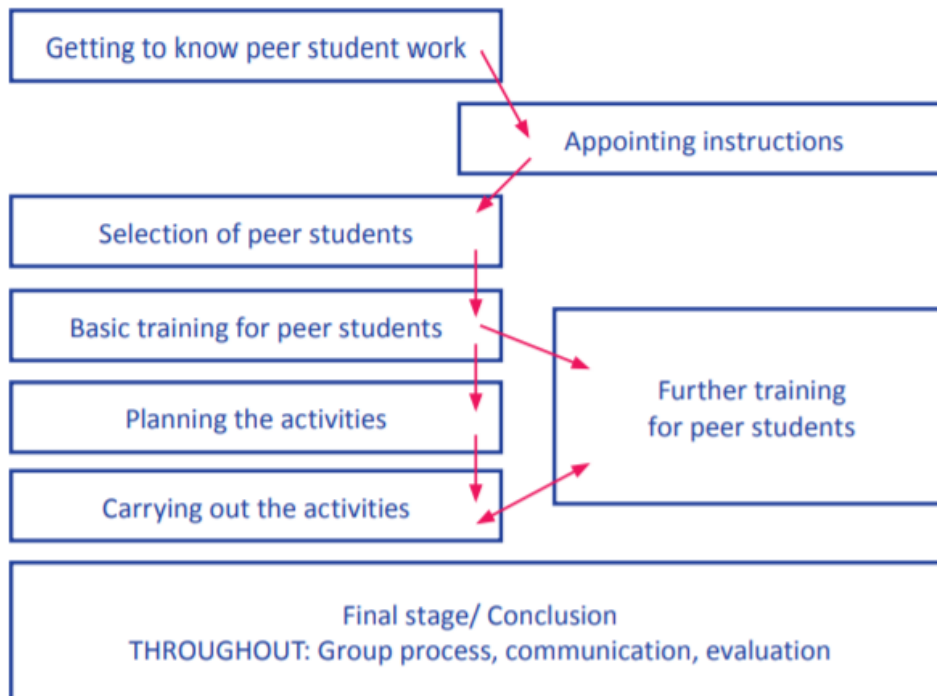 Getting to know peer student work
Appointing instructions
Selection of peer students
Basic training for peer students
Planning the activities
Carrying out the activities
Further training
for peer students
Final stage/ Conclusion
THROUGHOUT: Group process, communication, evaluation